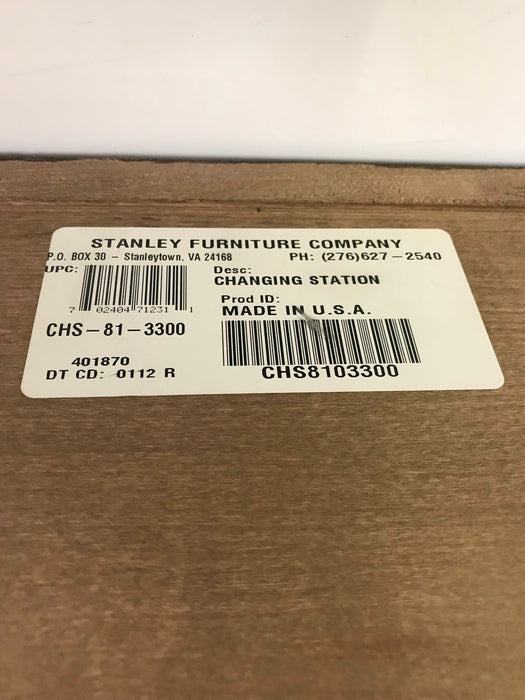 STANLEY FURNITURE COMPANY
P.O. BOX 30 – Stanleytown, VA 24168 PH: (276)627–2540
UPC:
7 02404 71231 1
CHS–81–3300
401870
DT CD: 0112 R
Desc:
CHANGING STATION
Prod ID:
MADE IN U.S.A.
CHS8103300